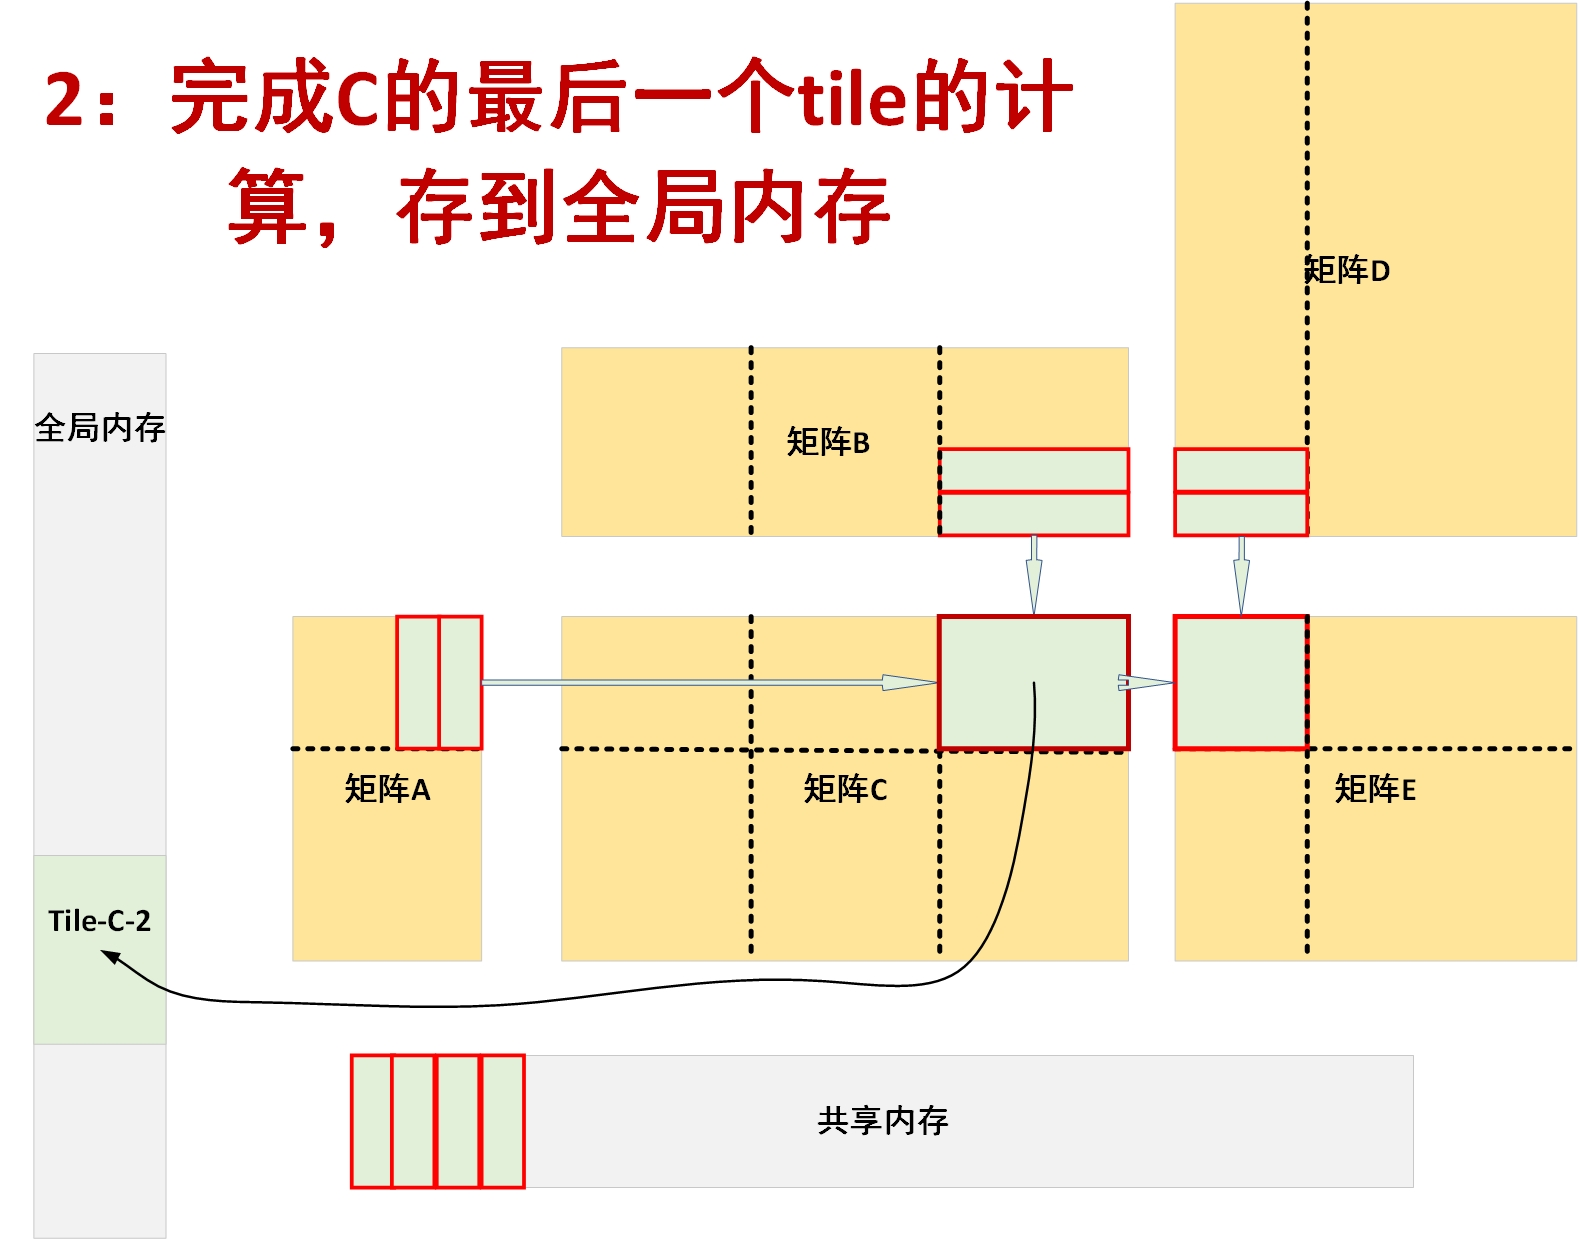 2：完成C的最后一个tile的计
算，存到全局内存
矩阵D
全局内存
矩阵B
矩阵A
矩阵C
矩阵E
Tile-C-2
共享内存